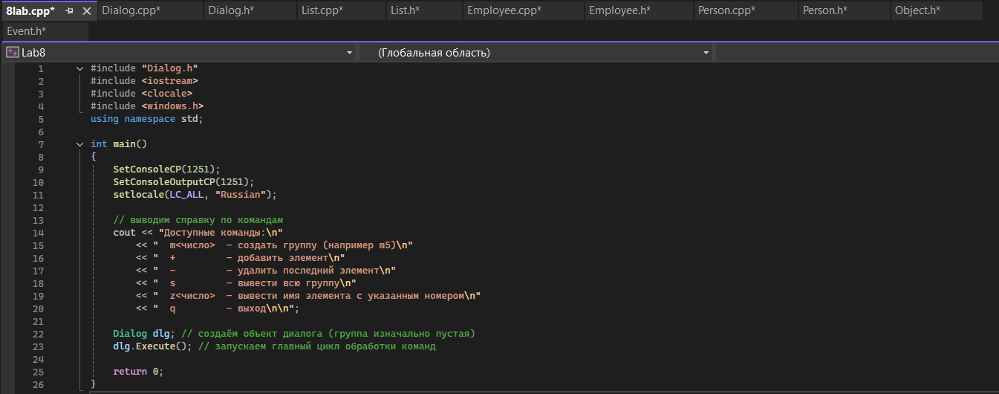 8lab.cpp* Dialog.cpp* Dialog.h* List.cpp* List.h* Employee.cpp* Employee.h* Person.cpp* Person.h* Object.h*
Event.h*
Lab8 (Глобальная область)
1 #include "Dialog.h"
2 #include <iostream>
3 #include <clocale>
4 #include <windows.h>
5 using namespace std;
6
7 int main()
8 {
9     SetConsoleCP(1251);
10     SetConsoleOutputCP(1251);
11     setlocale(LC_ALL, "Russian");
12
13     // выводим справку по командам
14     cout << "Доступные команды:\n"
15         << "  m<число>  - создать группу (например m5)\n"
16         << "  +         - добавить элемент\n"
17         << "  -         - удалить последний элемент\n"
18         << "  s         - вывести всю группу\n"
19         << "  z<число>  - вывести имя элемента с указанным номером\n"
20         << "  q         - выход\n\n";
21
22     Dialog dlg; // создаём объект диалога (группа изначально пустая)
23     dlg.Execute(); // запускаем главный цикл обработки команд
24
25     return 0;
26 }